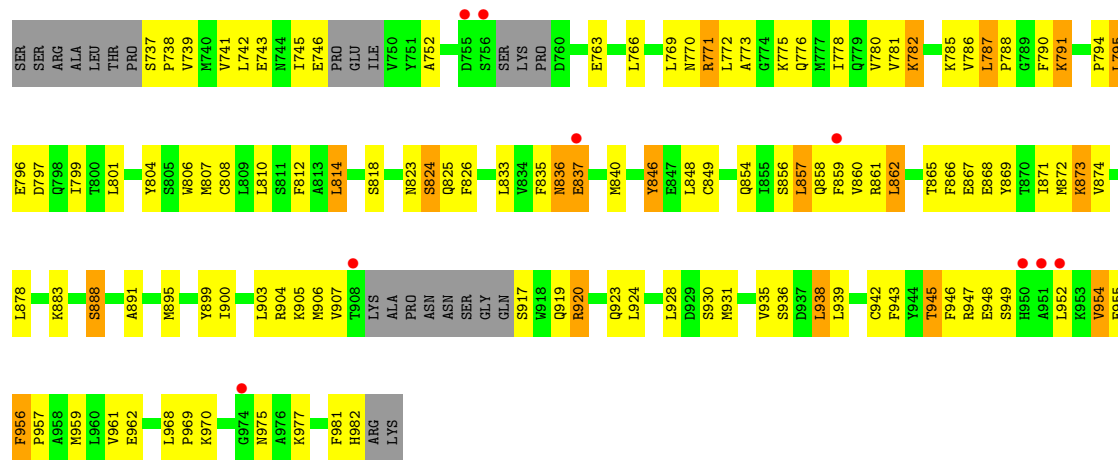 SER SER ARG ALA LEU THR PRO S737 P738 V739 M740 V741 L742 E743 N744 I745 E746 PRO GLU ILE V750 Y751 A752 D755 S756 SER LYS PRO D760 E763 L766 L769 N770 R771 L772 A773 G774 K775 Q776 M777 I778 Q779 V780 V781 K782 K785 V786 L787 P788 G789 F790 K791 P794 L795
E796 D797 Q798 I799 T800 L801 Y804 S805 W806 M807 C808 L809 L810 S811 F812 A813 L814 S818 N823 S824 Q825 F826 L833 V834 F835 N836 E837 M840 Y846 E847 L848 C849 Q854 I855 S856 L857 Q858 F859 V860 R861 L862 T865 F866 E867 E868 Y869 T870 I871 M872 K873 V874
L878 K883 S888 A891 M895 Y899 I900 L903 R904 K905 M906 V907 T908 LYS ALA PRO ASN ASN SER GLY GLN S917 W918 Q919 R920 Q923 L924 L928 D929 S930 M931 V935 S936 D937 L938 L939 C942 F943 Y944 T945 F946 R947 E948 S949 H950 A951 L952 K953 V954
F956 P957 A958 M959 L960 V961 E962 L968 P969 K970 G974 N975 A976 K977 F981 H982 ARG LYS